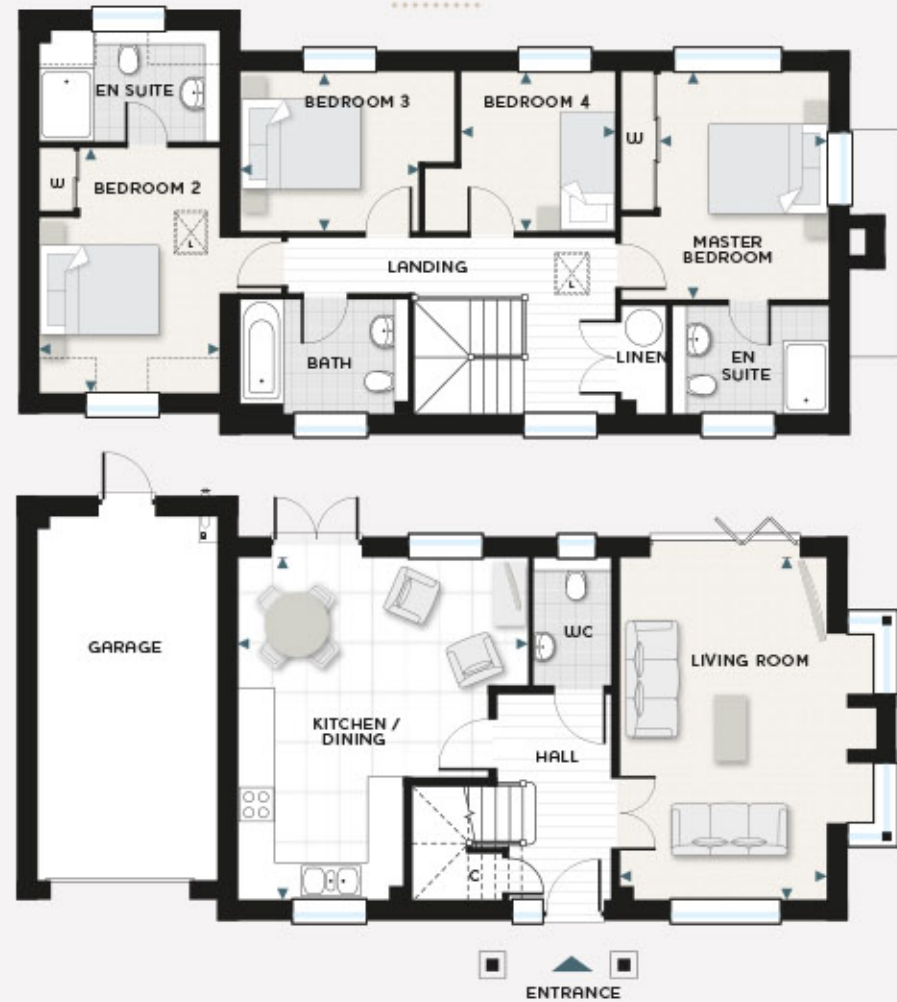 EN SUITE
BEDROOM 3
BEDROOM 4
W
W
BEDROOM 2
L
MASTER
BEDROOM
LANDING
L
BATH
LINEN
EN
SUITE
GARAGE
WC
LIVING ROOM
KITCHEN /
DINING
HALL
C
ENTRANCE